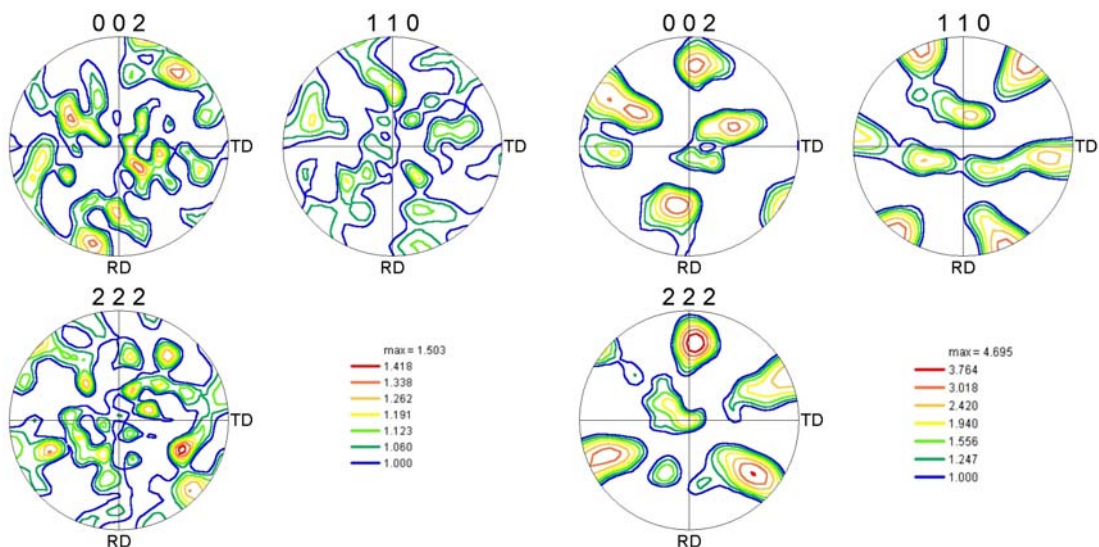 0 0 2
1 1 0
0 0 2
1 1 0
TD
TD
TD
TD
RD
RD
RD
RD
2 2 2
2 2 2
max = 1.503
1.418
1.338
1.262
1.191
1.123
1.060
1.000
TD
RD
max = 4.695
3.764
3.018
2.420
1.940
1.556
1.247
1.000
TD
RD